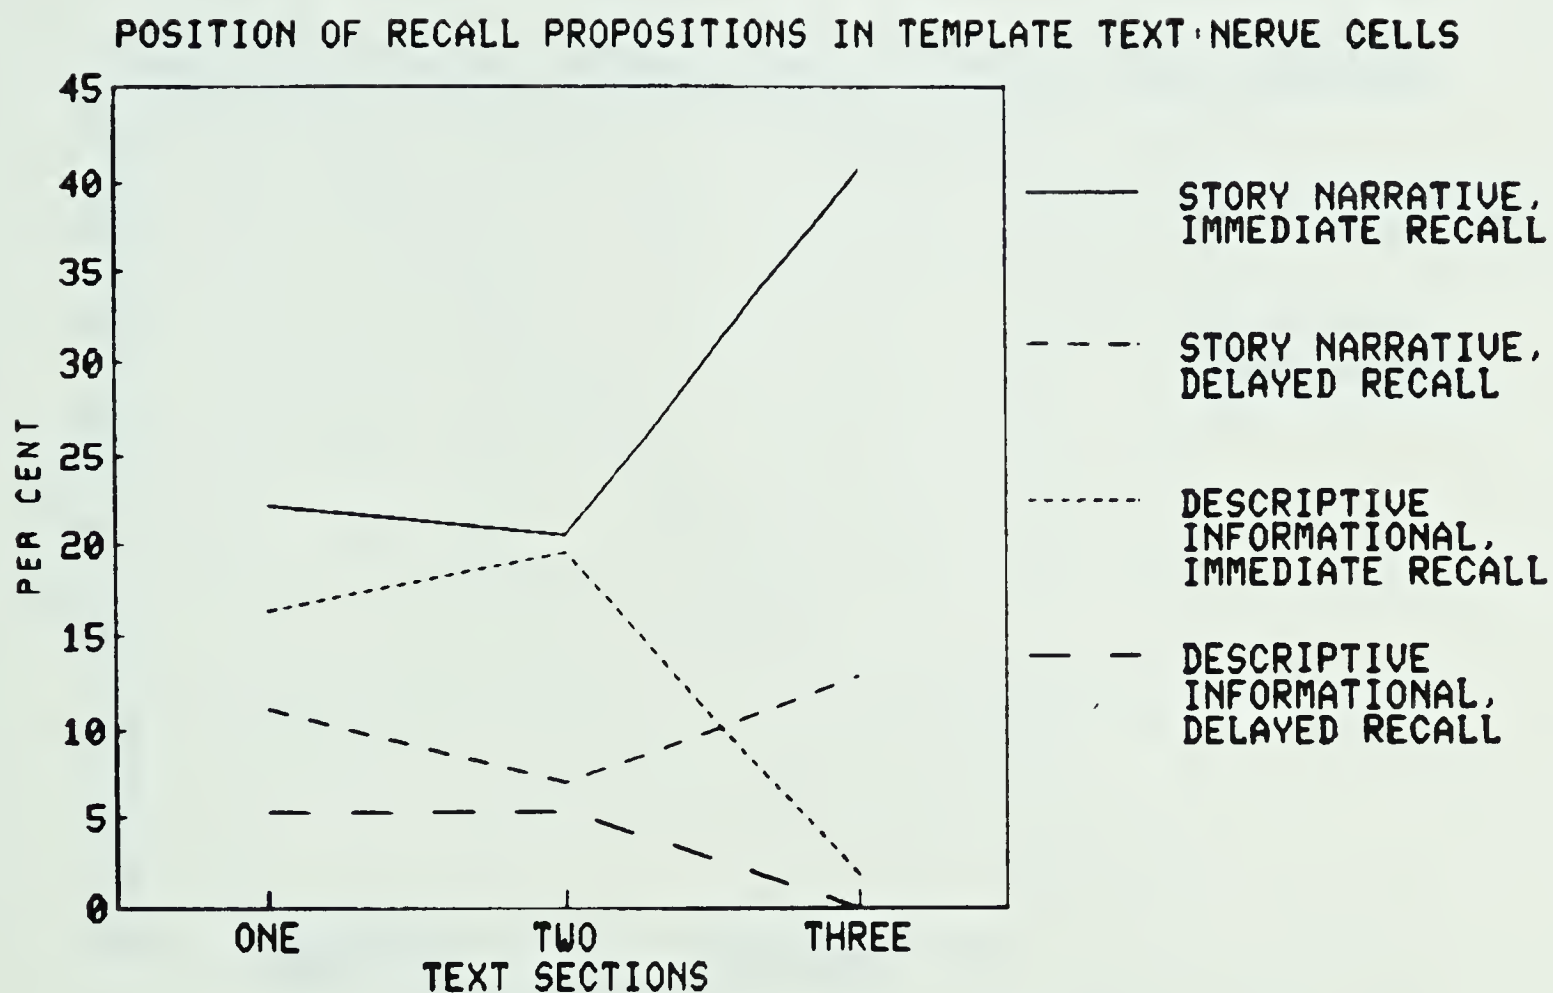 POSITION OF RECALL PROPOSITIONS IN TEMPLATE TEXT: NERVE CELLS
45
40
35
30
25
20
15
10
5
0
PER CENT
ONE TWO THREE
TEXT SECTIONS
STORY NARRATIVE,
IMMEDIATE RECALL
STORY NARRATIVE,
DELAYED RECALL
DESCRIPTIVE
INFORMATIONAL,
IMMEDIATE RECALL
DESCRIPTIVE
INFORMATIONAL,
DELAYED RECALL